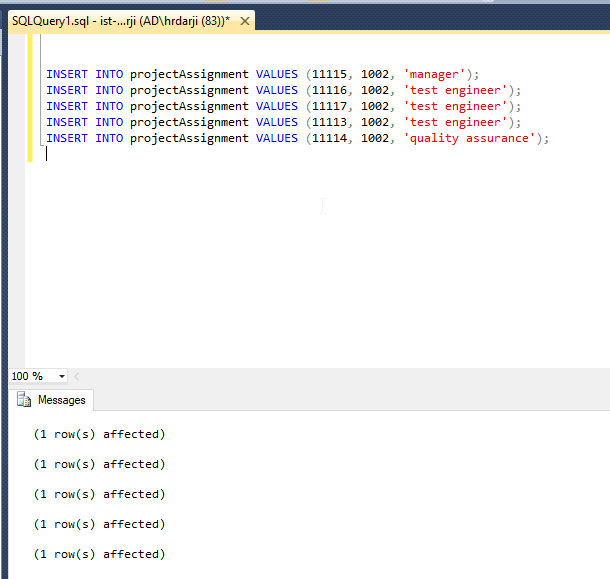 SQLQuery1.sql - ist-...rji (AD\hrdarji (83))*
INSERT INTO projectAssignment VALUES (11115, 1002, 'manager');
INSERT INTO projectAssignment VALUES (11116, 1002, 'test engineer');
INSERT INTO projectAssignment VALUES (11117, 1002, 'test engineer');
INSERT INTO projectAssignment VALUES (11113, 1002, 'test engineer');
INSERT INTO projectAssignment VALUES (11114, 1002, 'quality assurance');
100 %
Messages
(1 row(s) affected)
(1 row(s) affected)
(1 row(s) affected)
(1 row(s) affected)
(1 row(s) affected)